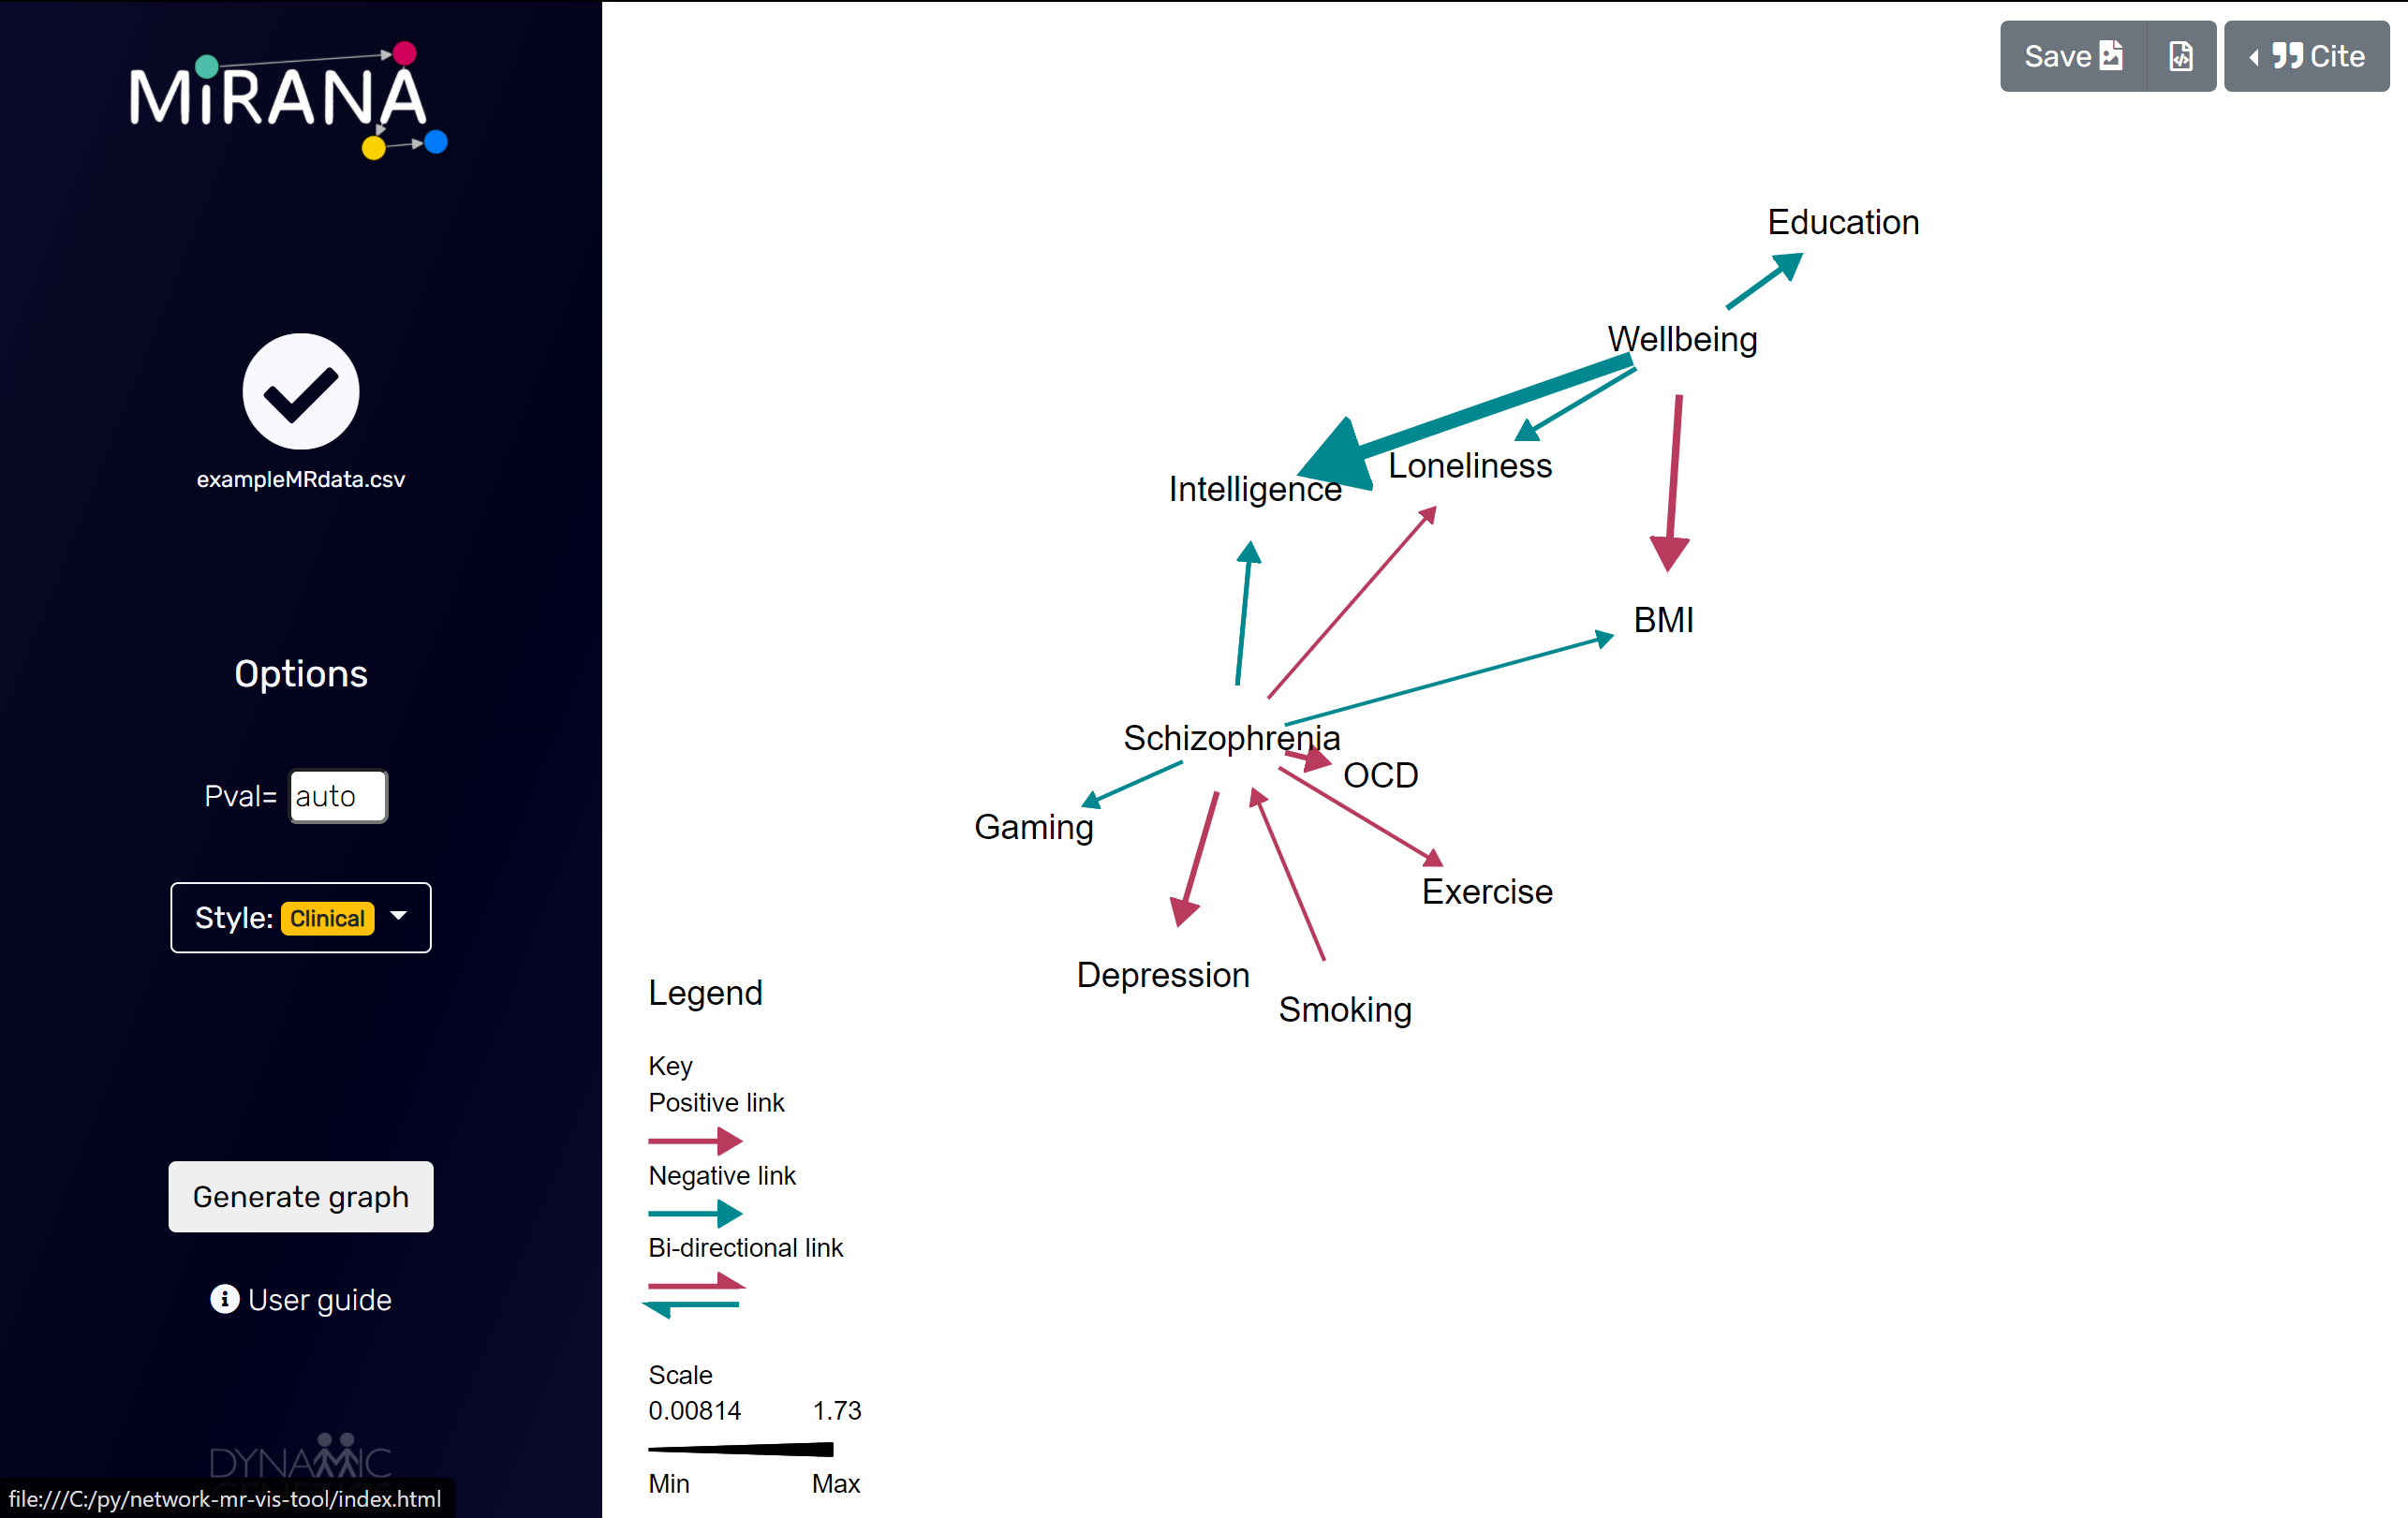 MiRANA
exampleMRdata.csv
Options
Pval= auto
Style: Clinical
Generate graph
User guide
DYNAMIC
file:///C:/py/network-mr-vis-tool/index.html
Save
Cite
Education
Wellbeing
Loneliness
Intelligence
BMI
Schizophrenia
OCD
Gaming
Exercise
Depression
Smoking
Legend
Key
Positive link
Negative link
Bi-directional link
Scale
0.00814 1.73
Min Max